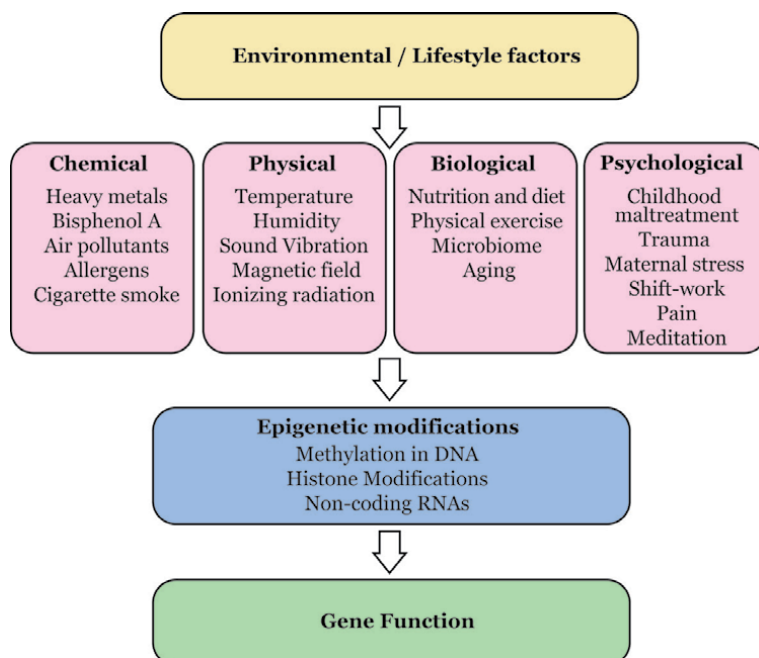 Environmental / Lifestyle factors
Chemical
Heavy metals
Bisphenol A
Air pollutants
Allergens
Cigarette smoke
Physical
Temperature
Humidity
Sound Vibration
Magnetic field
Ionizing radiation
Biological
Nutrition and diet
Physical exercise
Microbiome
Aging
Psychological
Childhood
maltreatment
Trauma
Maternal stress
Shift-work
Pain
Meditation
Epigenetic modifications
Methylation in DNA
Histone Modifications
Non-coding RNAs
Gene Function